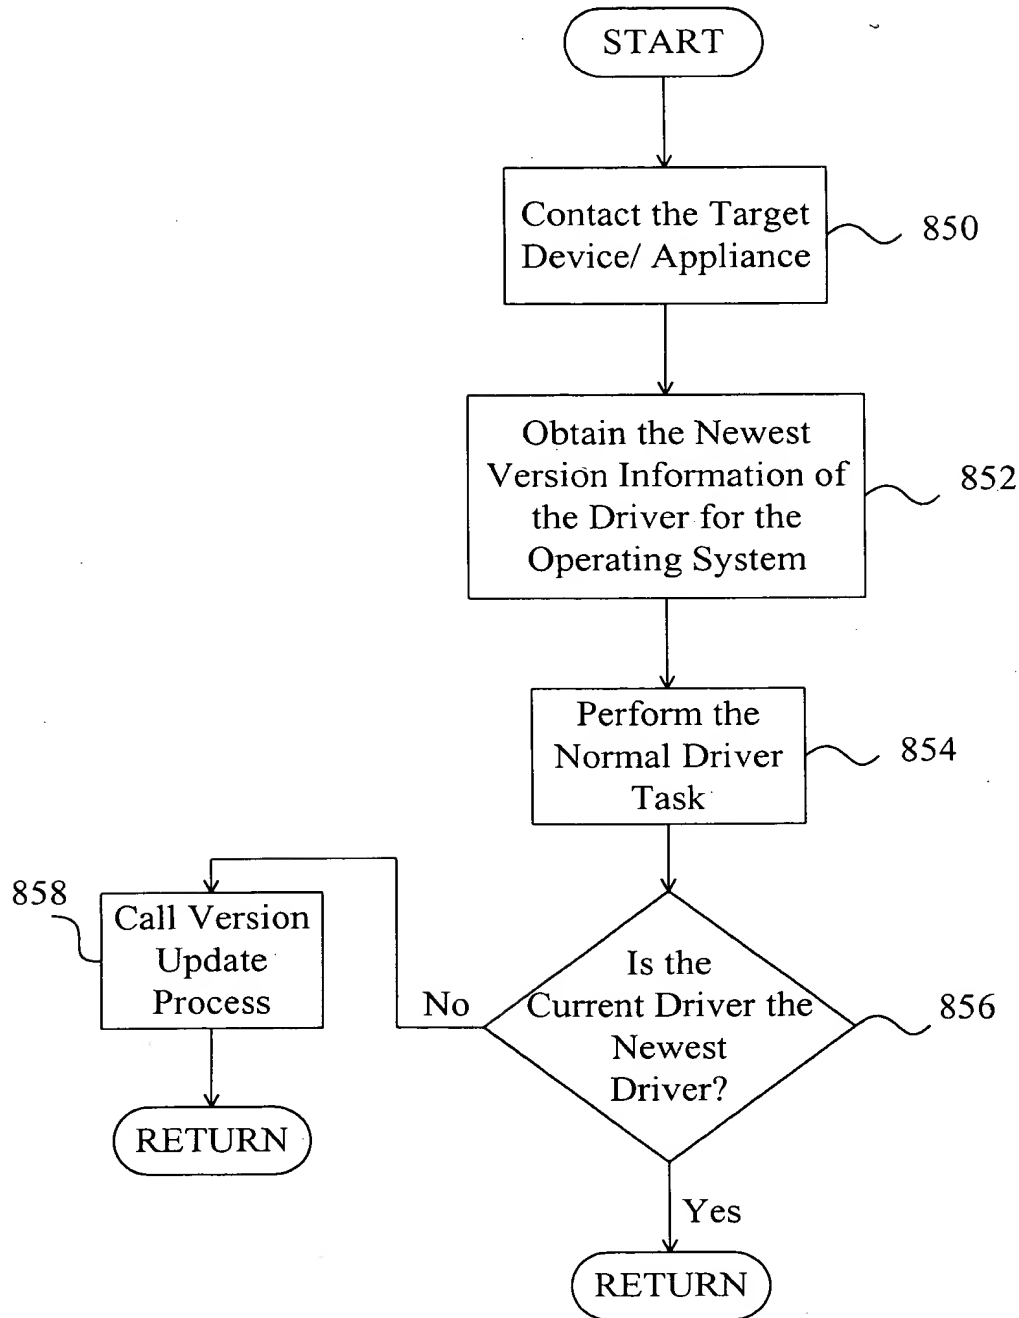 START
Contact the Target
Device/ Appliance
850
Obtain the Newest
Version Information of
the Driver for the
Operating System
852
Perform the
Normal Driver
Task
854
858
Call Version
Update
Process
No
Is the
Current Driver the
Newest
Driver?
856
RETURN
Yes
RETURN